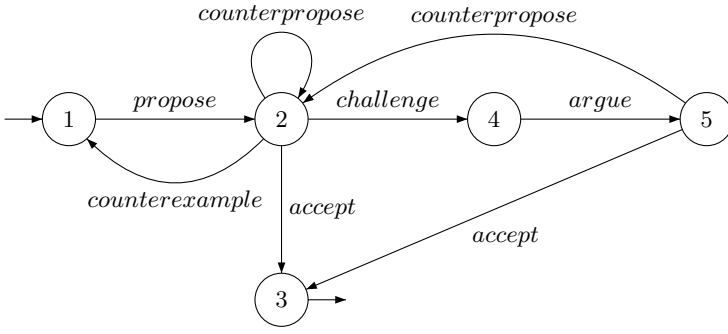 counterpropose
counterpropose
propose
challenge
argue
1
2
4
5
counterexample
accept
accept
3